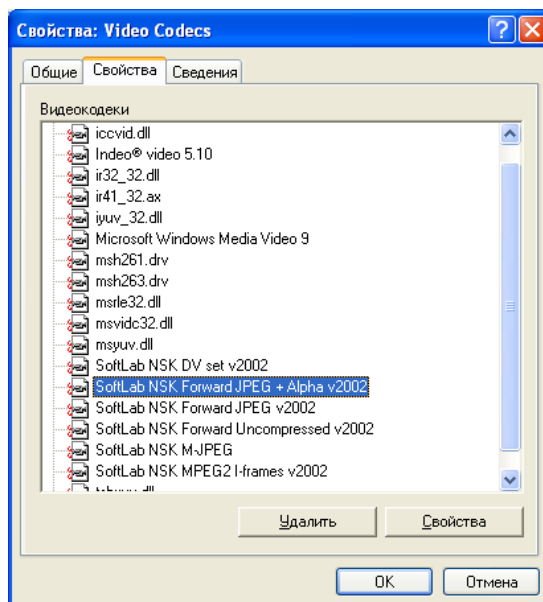 Свойства: Video Codecs
Общие Свойства Сведения
Видеокодеки
iccvid.dll
Indeo® video 5.10
ir32_32.dll
ir41_32.ax
iyuv_32.dll
Microsoft Windows Media Video 9
msh261.drv
msh263.drv
msrle32.dll
msvidc32.dll
msyuv.dll
SoftLab NSK DV set v2002
SoftLab NSK Forward JPEG + Alpha v2002
SoftLab NSK Forward JPEG v2002
SoftLab NSK Forward Uncompressed v2002
SoftLab NSK M-JPEG
SoftLab NSK MPEG2 I-frames v2002
Удалить Свойства
OK Отмена